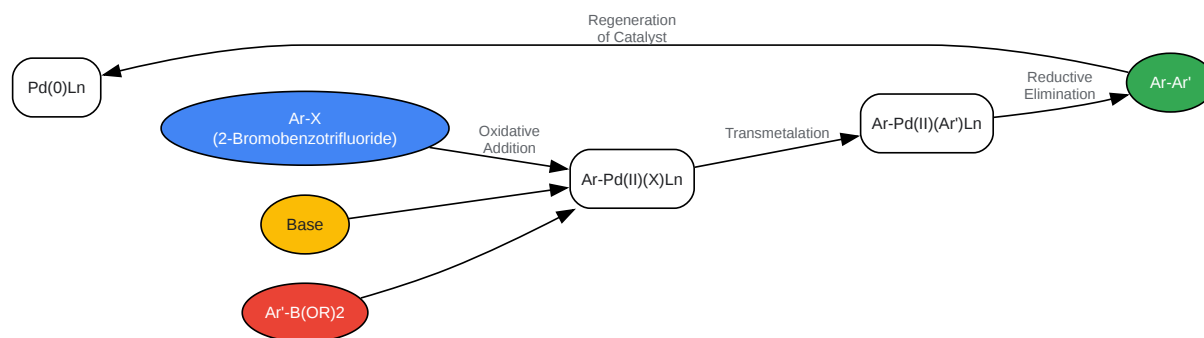 Regeneration
of Catalyst
Pd(0)Ln
Ar-X
(2-Bromobenzotrifluoride)
Oxidative
Addition
Base
Ar'-B(OR)2
Ar-Pd(II)(X)Ln
Transmetalation
Ar-Pd(II)(Ar')Ln
Reductive
Elimination
Ar-Ar'